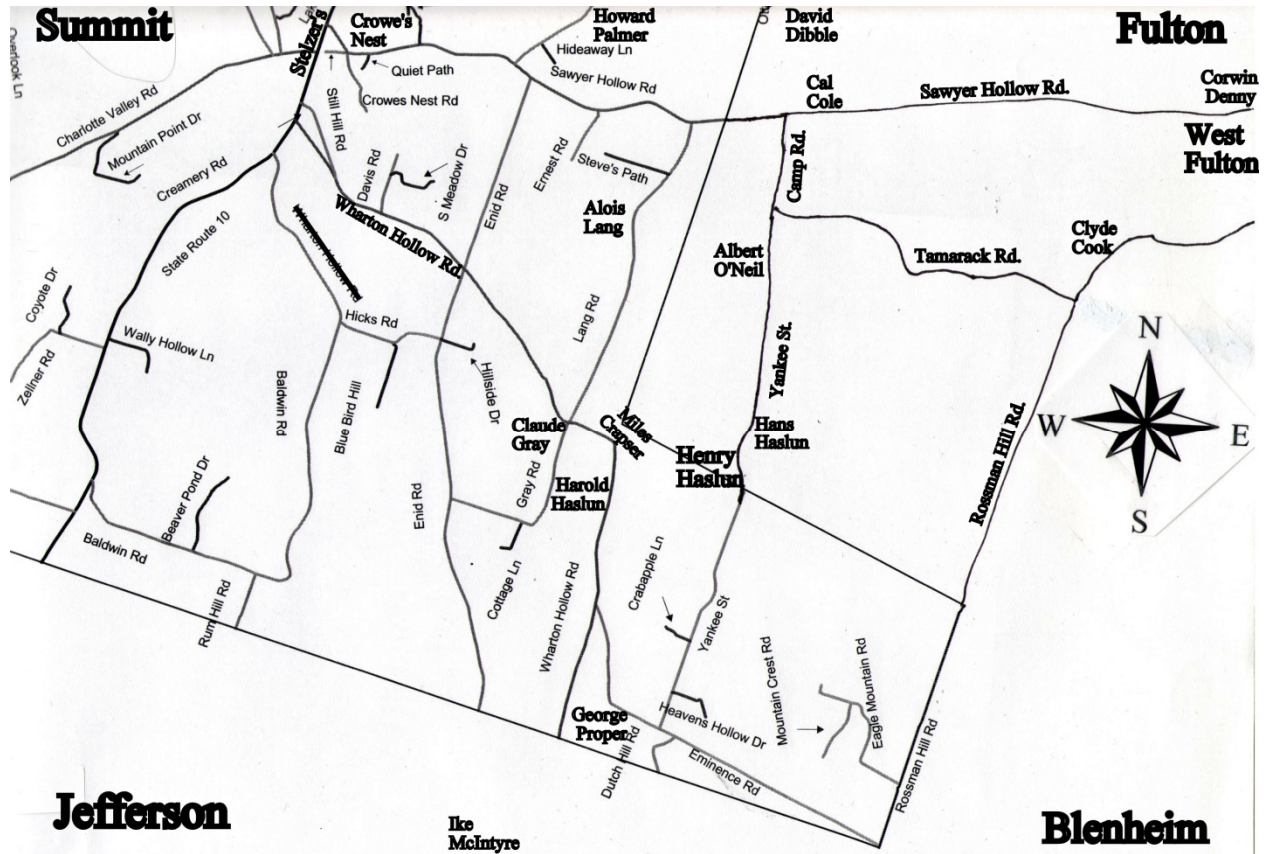 Summit
Crowe's
Nest
Howard
Palmer
David
Dibble
Fulton
Overlook Ln
Stelzer's
Hideaway Ln
Quiet Path
Sawyer Hollow Rd
Cal
Cole
Sawyer Hollow Rd.
Corwin
Denny
Charlotte Valley Rd
Crowes Nest Rd
Still Hill Rd
West
Fulton
Mountain Point Dr
Creamery Rd
Davis Rd
S Meadow Dr
Enid Rd
Ernest Rd
Steve's Path
Camp Rd.
State Route 10
Wharton Hollow Rd.
Wharton Hollow Rd
Alois
Lang
Albert
O'Neil
Tamarack Rd.
Clyde
Cook
Coyote Dr
Zellner Rd
Wally Hollow Ln
Hicks Rd
Hillside Dr
Lang Rd
Yankee St.
Baldwin Rd
Blue Bird Hill
Claude
Gray
Miles
Crapser
Hans
Haslun
Henry
Haslun
Rossman Hill Rd.
N
W
E
S
Beaver Pond Dr
Enid Rd
Gray Rd
Harold
Haslun
Baldwin Rd
Rum Hill Rd
Cottage Ln
Wharton Hollow Rd
Crabapple Ln
Yankee St
Mountain Crest Rd
Eagle Mountain Rd
George
Proper
Dutch Hill Rd
Heavens Hollow Dr
Eminence Rd
Rossman Hill Rd
Jefferson
Ike
McIntyre
Blenheim